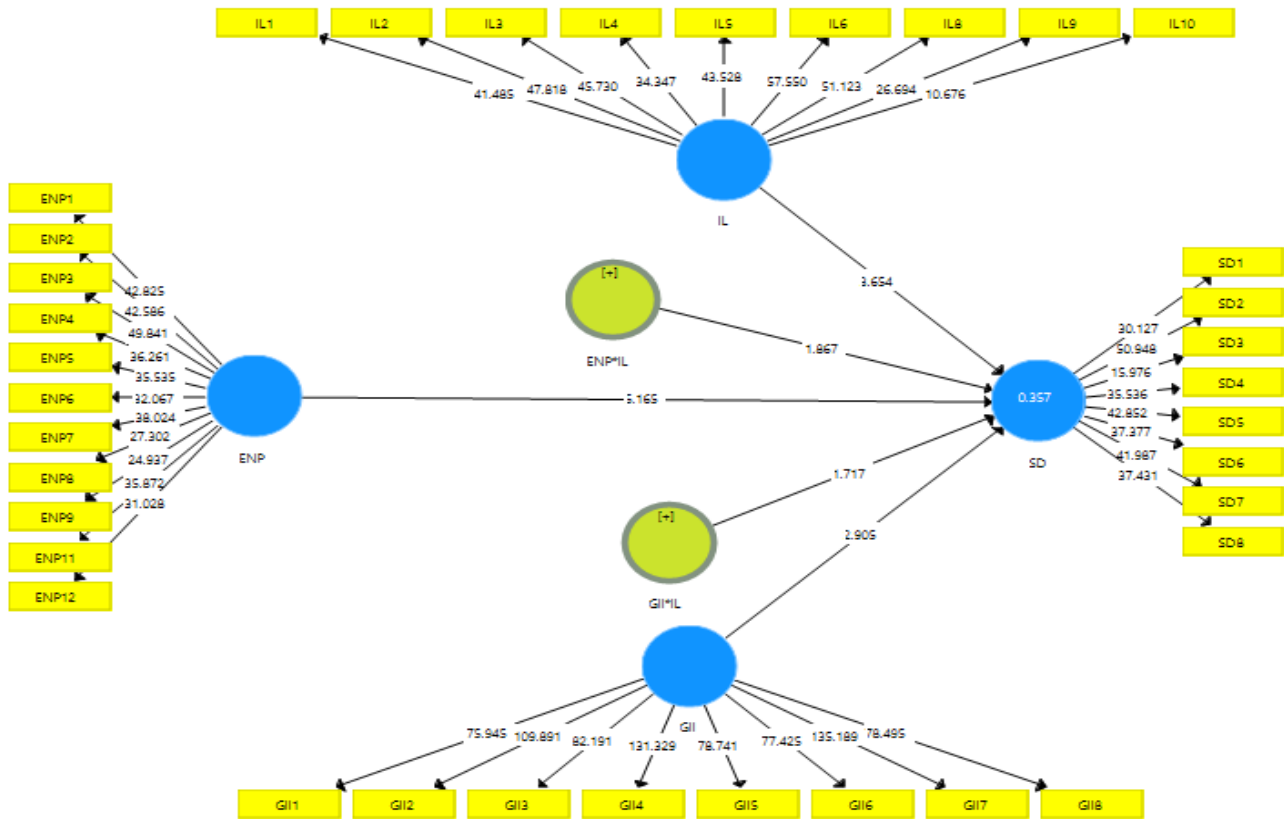 IL1 IL2 IL3 IL4 IL5 IL6 IL8 IL9 IL10
41.485 47.818 45.730 34.347 43.528 57.550 51.123 26.694 10.676
IL
ENP1
ENP2
ENP3
ENP4
ENP5
ENP6
ENP7
ENP8
ENP9
ENP11
ENP12
42.825
42.586
49.841
36.261
35.535
32.067
38.024
27.302
24.937
35.872
31.028
ENP
[+]
ENP*IL
3.654
1.867
1.717
2.905
[+]
GII*IL
0.357
SD
30.127
50.948
15.976
35.536
42.852
37.377
41.987
37.431
SD1
SD2
SD3
SD4
SD5
SD6
SD7
SD8
GII
75.945 109.891 82.191 131.329 78.741 77.425 135.189 78.495
GII1 GII2 GII3 GII4 GII5 GII6 GII7 GII8